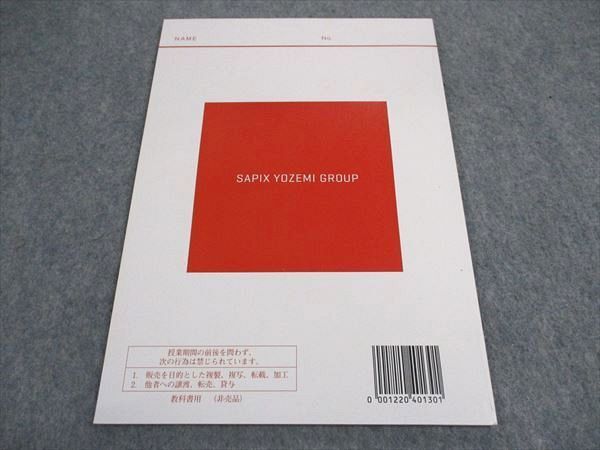 NAME No.
SAPIX YOZEMI GROUP
授業期間の前後を問わず、
次の行為は禁じられています。
1. 販売を目的とした複製、複写、転載、加工
2. 他者への譲渡、転売、貸与
教科書用 (非売品)
0 001220 401301